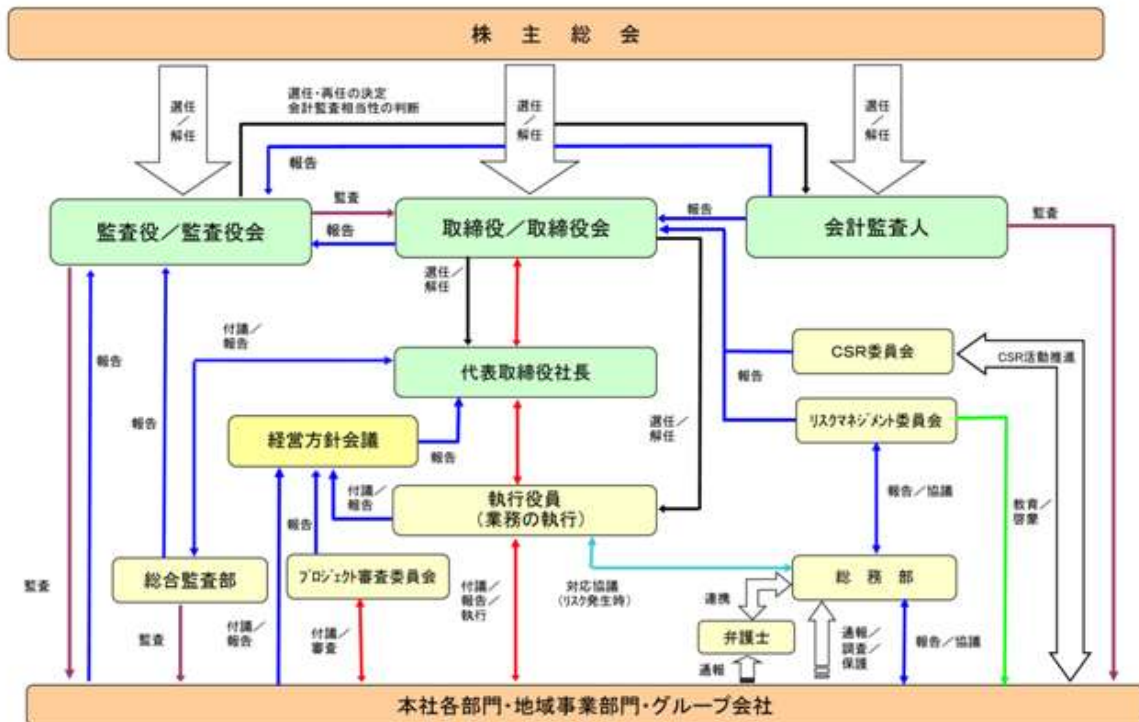 株 主 総 会
選任
／
解任
選任・再任の決定
会計監査相当性の判断
選任
／
解任
選任
／
解任
報告
監査役／監査役会
監査
報告
取締役／取締役会
報告
会計監査人
監査
選任／
解任
付議／
報告
報告
報告
代表取締役社長
CSR委員会
CSR活動推進
報告
選任／
解任
リスクマネジメント委員会
経営方針会議
報告
付議／
報告
執行役員
（業務の執行）
報告
報告／協議
教育／
啓蒙
総合監査部
プロジェクト審査委員会
総 務 部
監査
監査
付議／
報告
付議／
審査
付議／
報告／
執行
対応協議
（リスク発生時）
連携
弁護士
通報
通報／
調査／
保護
報告／協議
本社各部門・地域事業部門・グループ会社